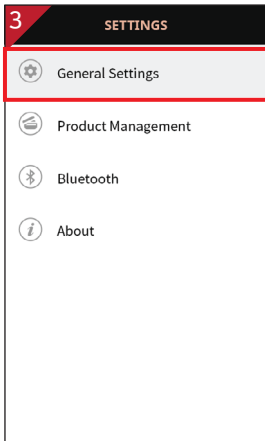 3
SETTINGS
General Settings
Product Management
Bluetooth
About